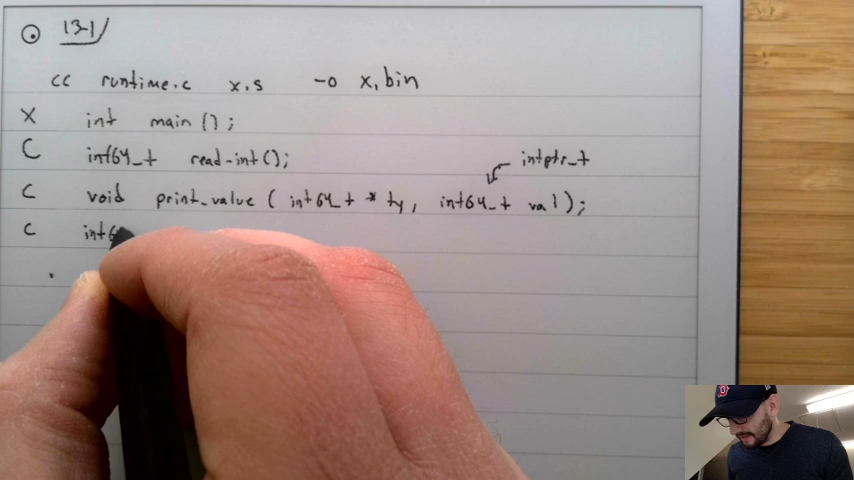 13-1/
cc runtime.c x.s -o x.bin
X int main();
C int64_t read-int(); intptr_t
C void print_value ( int64_t * ty, int64_t val);
C int6